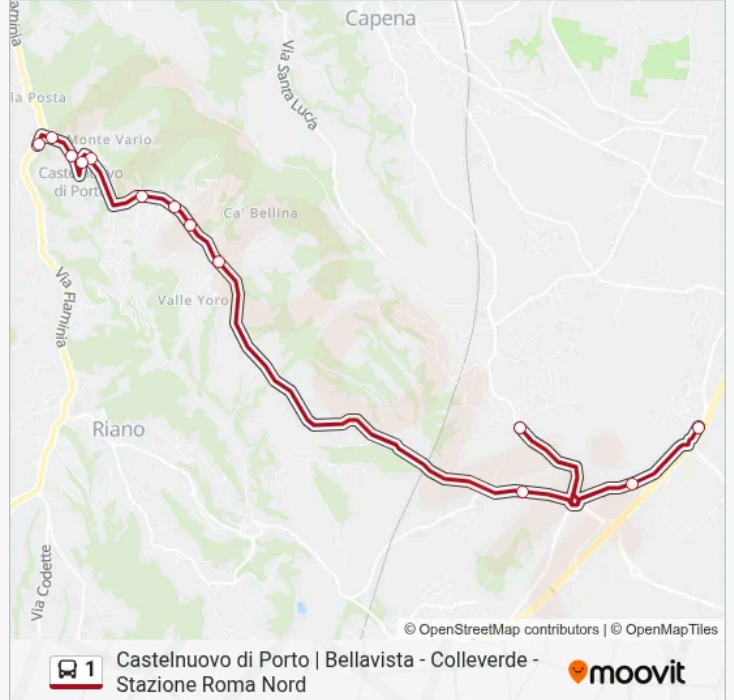 Capena
aminia
Via Santa Lucia
la Posta
Monte Vario
Castelnuovo
di Porto
Ca' Bellina
Valle Yoro
Via Flaminia
Riano
Via Codette
© OpenStreetMap contributors | © OpenMapTiles
1
Castelnuovo di Porto | Bellavista - Colleverde -
Stazione Roma Nord
moovit